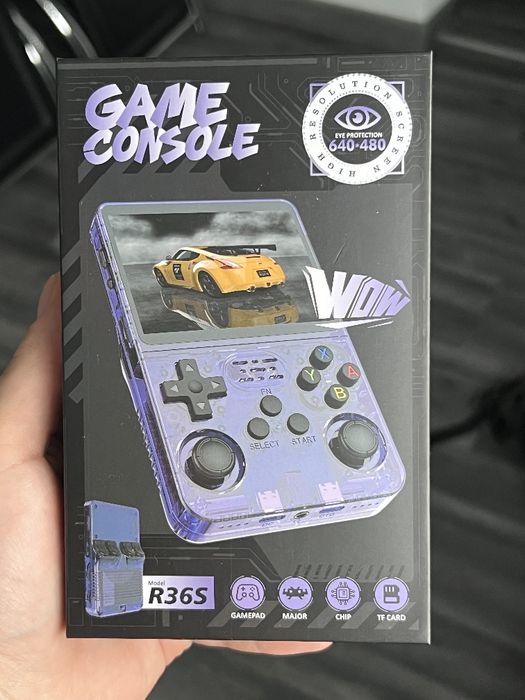 GAME
CONSOLE
HIGH RESOLUTION SCREEN
EYE PROTECTION
640·480
WOW
X
Y
A
B
FN
SELECT
START
Model
R36S
GAMEPAD
MAJOR
CHIP
TF CARD